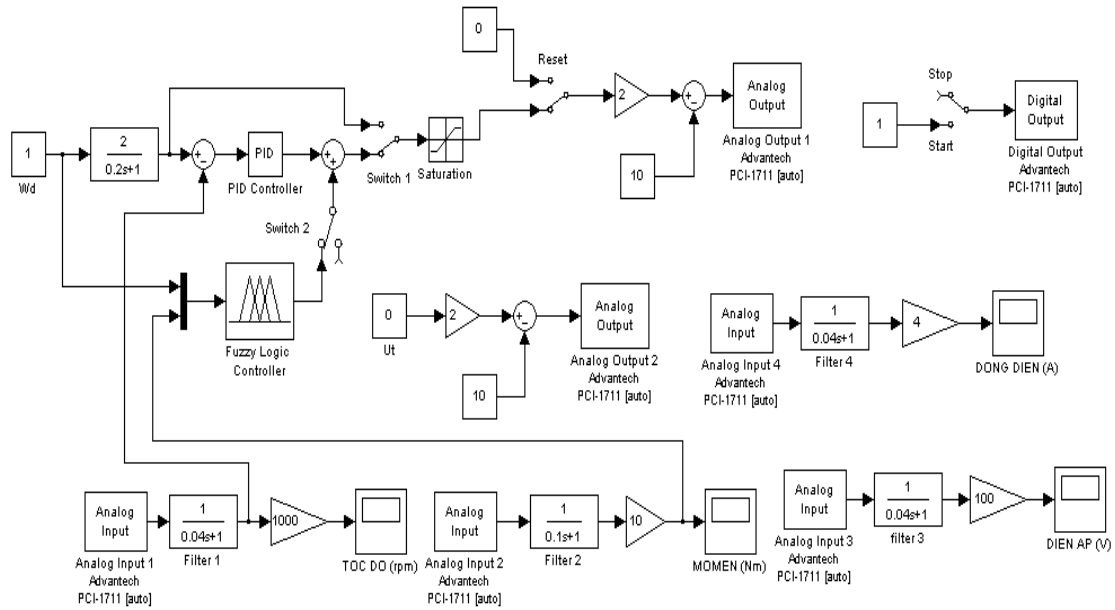 0
Reset
2
+
-
Analog
Output
Analog Output 1
Advantech
PCI-1711 [auto]
10
Stop
1
Start
Digital
Output
Digital Output
Advantech
PCI-1711 [auto]
1
Wd
2
0.2s+1
+
-
PID
PID Controller
+
+
Switch 1
Saturation
Switch 2
Fuzzy Logic
Controller
0
Ut
2
+
-
10
Analog
Output
Analog Output 2
Advantech
PCI-1711 [auto]
Analog
Input
Analog Input 4
Advantech
PCI-1711 [auto]
1
0.04s+1
Filter 4
4
DONG DIEN (A)
Analog
Input
Analog Input 1
Advantech
PCI-1711 [auto]
1
0.04s+1
Filter 1
1000
TOC DO (rpm)
Analog
Input
Analog Input 2
Advantech
PCI-1711 [auto]
1
0.1s+1
Filter 2
10
MOMEN (Nm)
Analog
Input
Analog Input 3
Advantech
PCI-1711 [auto]
1
0.04s+1
filter 3
100
DIEN AP (V)